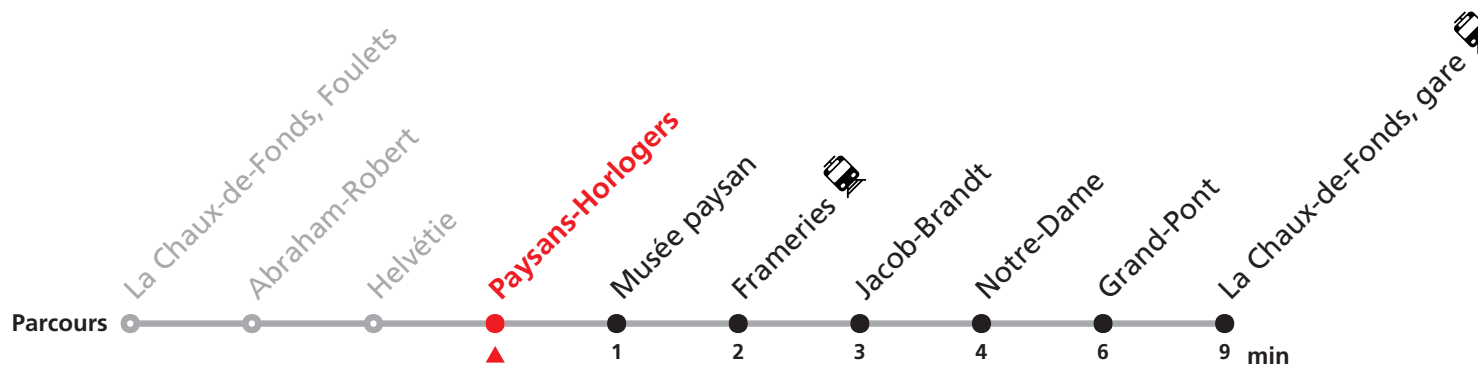 La Chaux-de-Fonds, Foulets
Abraham-Robert
Helvétie
Paysans-Horlogers
Musée paysan
Frameries
Jacob-Brandt
Notre-Dame
Grand-Pont
La Chaux-de-Fonds, gare
Parcours
1 2 3 4 6 9 min